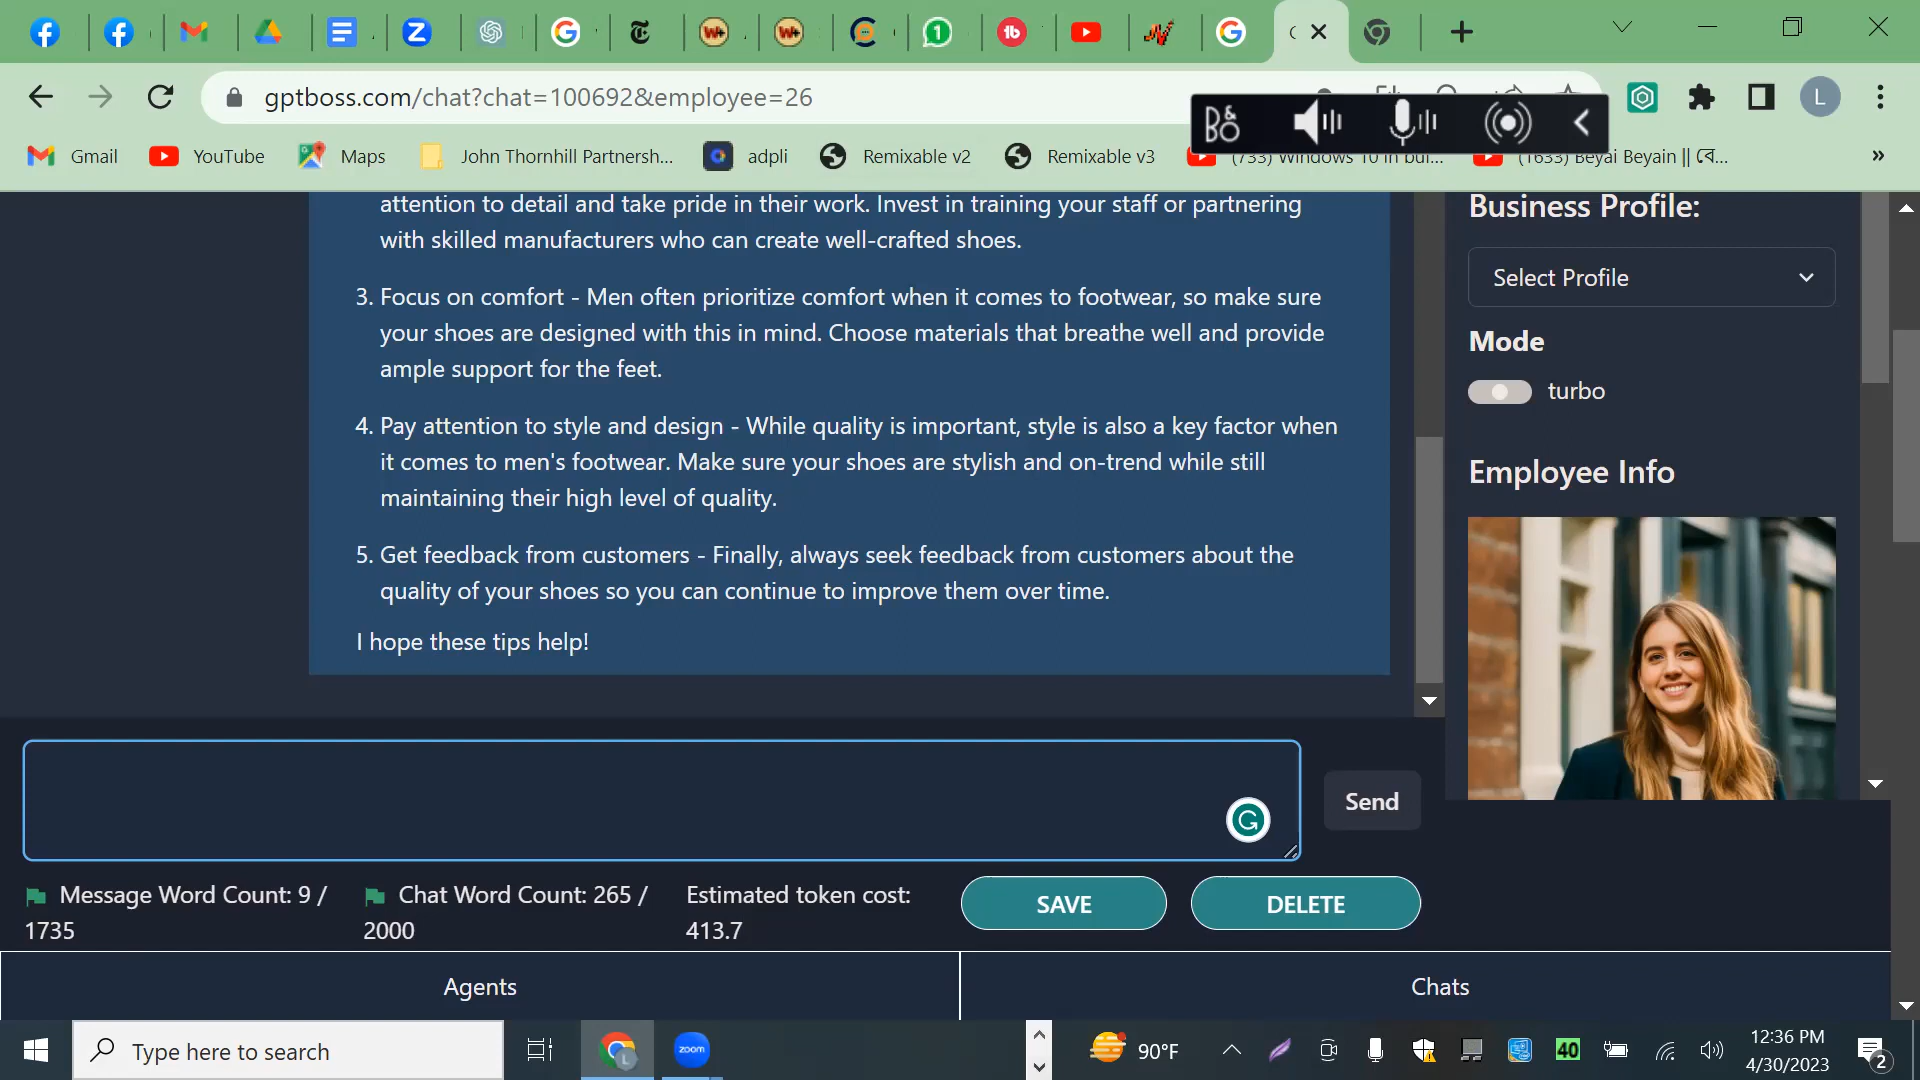 gptboss.com/chat?chat=100692&employee=26
L
Gmail
YouTube
Maps
John Thornhill Partnersh...
adpli
Remixable v2
Remixable v3
(733) Windows 10 in bui...
(1633) Beyai Beyain || বে...
»
attention to detail and take pride in their work. Invest in training your staff or partnering
with skilled manufacturers who can create well-crafted shoes.
3. Focus on comfort - Men often prioritize comfort when it comes to footwear, so make sure
your shoes are designed with this in mind. Choose materials that breathe well and provide
ample support for the feet.
4. Pay attention to style and design - While quality is important, style is also a key factor when
it comes to men's footwear. Make sure your shoes are stylish and on-trend while still
maintaining their high level of quality.
5. Get feedback from customers - Finally, always seek feedback from customers about the
quality of your shoes so you can continue to improve them over time.
I hope these tips help!
Business Profile:
Select Profile
Mode
turbo
Employee Info
Send
Message Word Count: 9 /
1735
Chat Word Count: 265 /
2000
Estimated token cost:
413.7
SAVE
DELETE
Agents
Chats
Type here to search
zoom
90°F
40
12:36 PM
4/30/2023
2